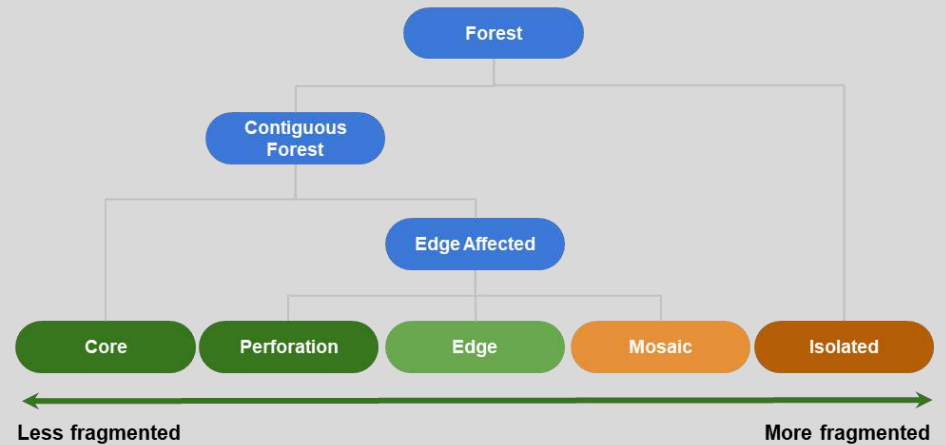 Forest
Contiguous
Forest
Edge Affected
Core
Perforation
Edge
Mosaic
Isolated
Less fragmented
More fragmented